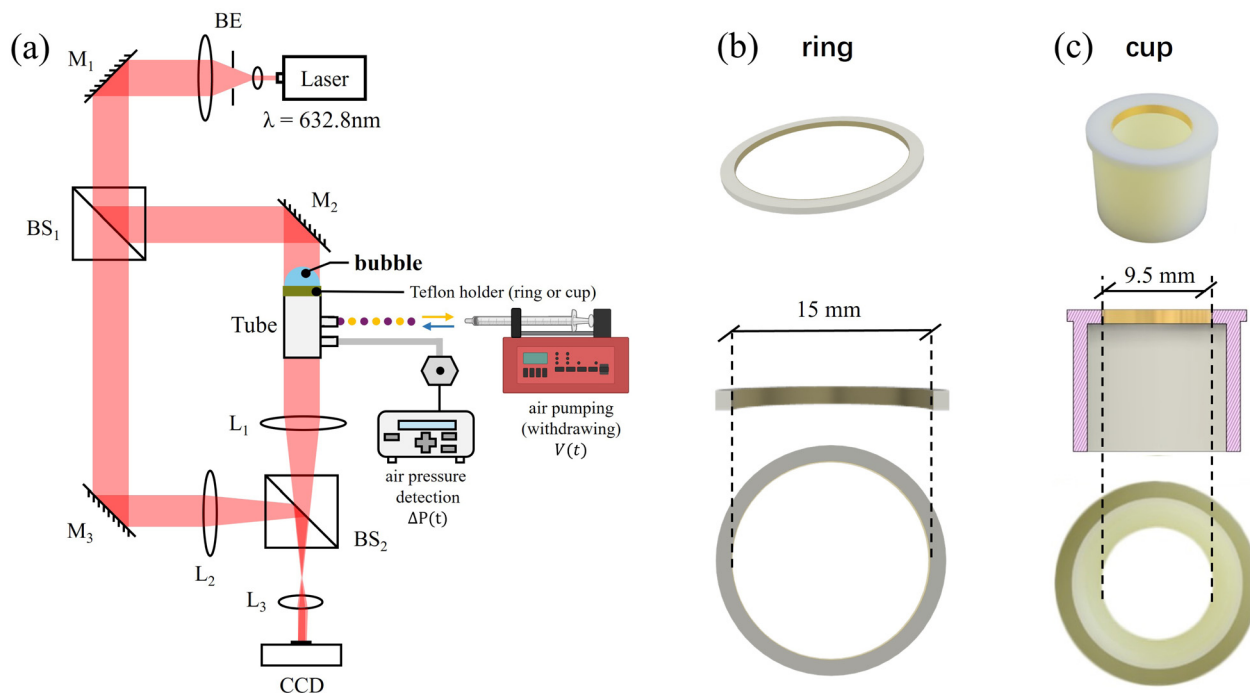 (a)
BE
M₁
Laser
λ = 632.8nm
BS₁
M₂
bubble
Teflon holder (ring or cup)
Tube
air pumping
(withdrawing)
V(t)
L₁
air pressure
detection
ΔP(t)
M₃
L₂
BS₂
L₃
CCD
(b) ring
15 mm
(c) cup
9.5 mm